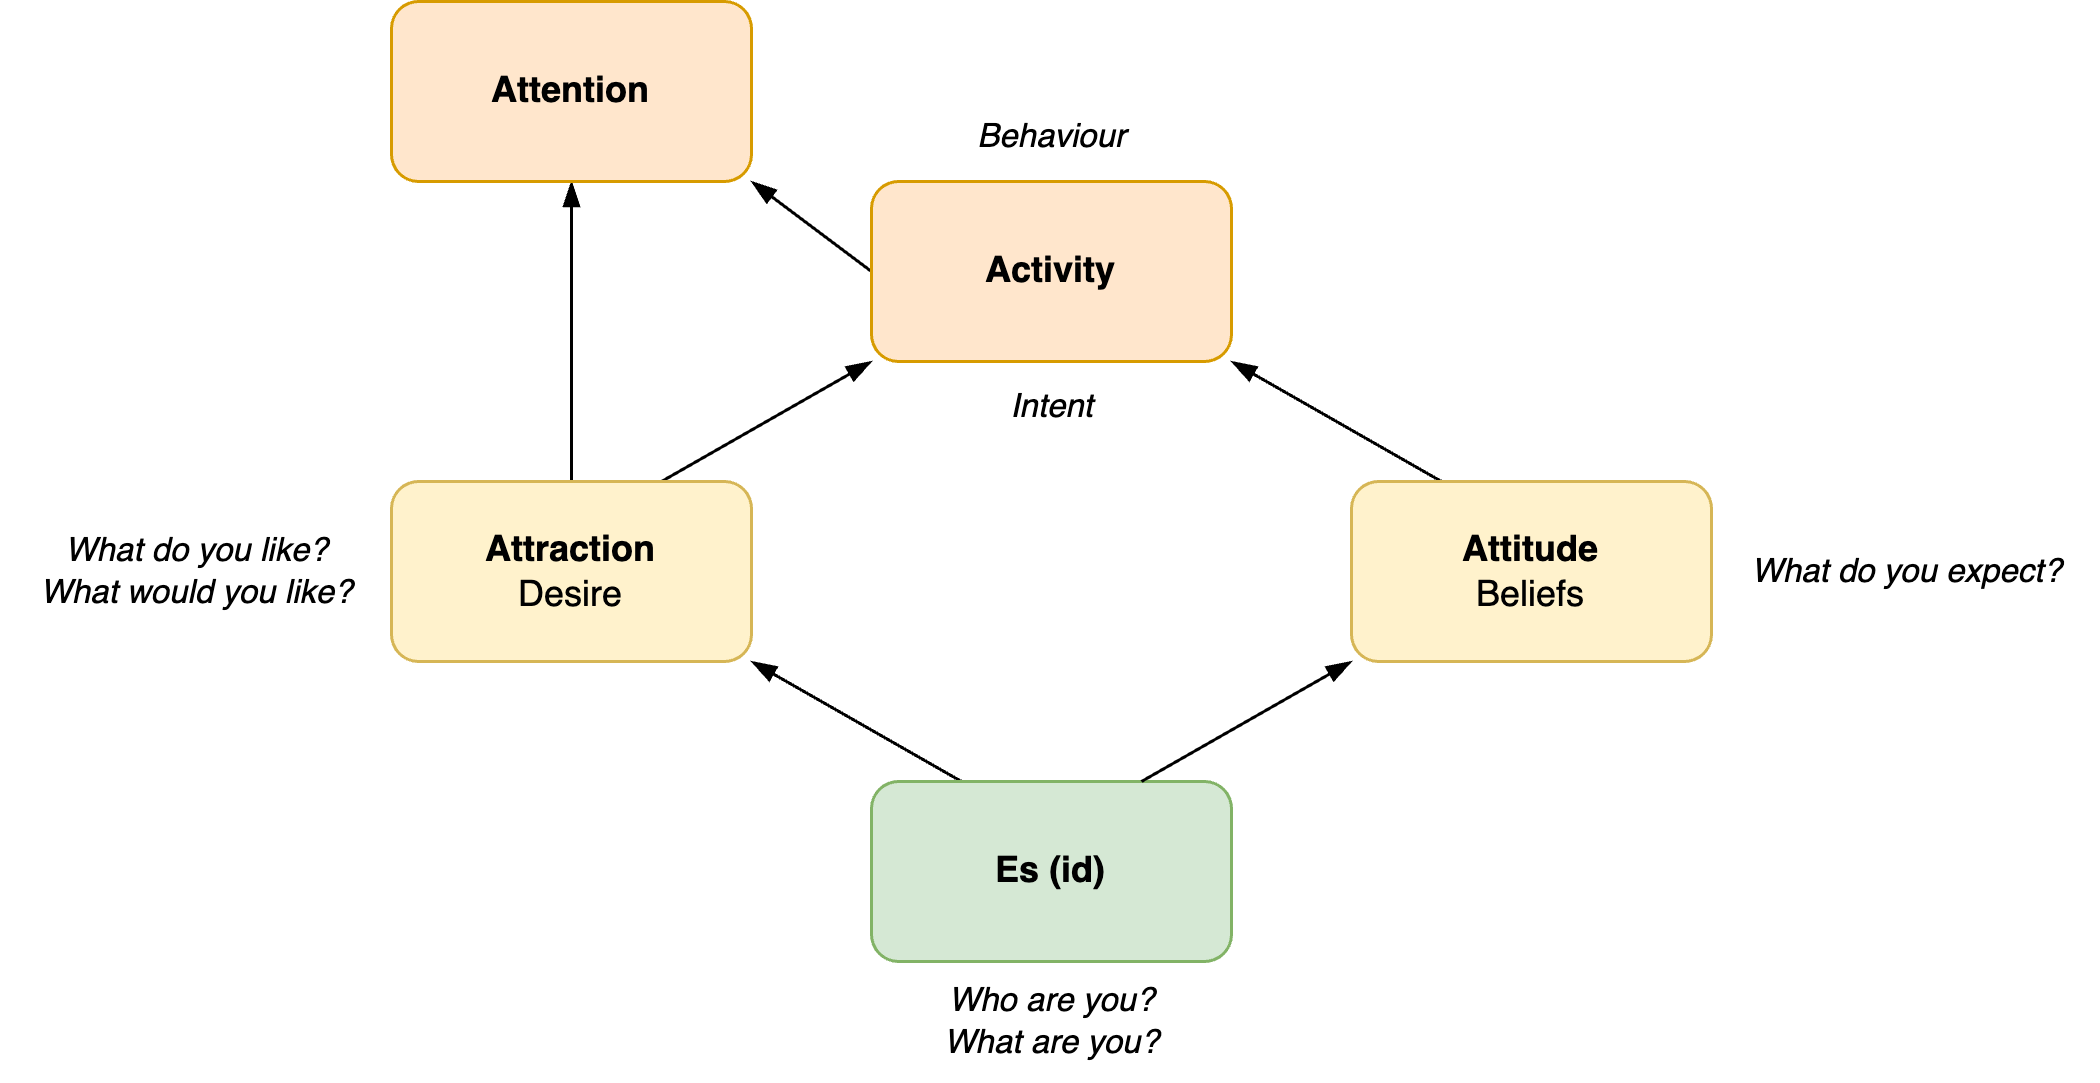 Attention
Behaviour
Activity
Intent
What do you like?
What would you like?
Attraction
Desire
Attitude
Beliefs
What do you expect?
Es (id)
Who are you?
What are you?